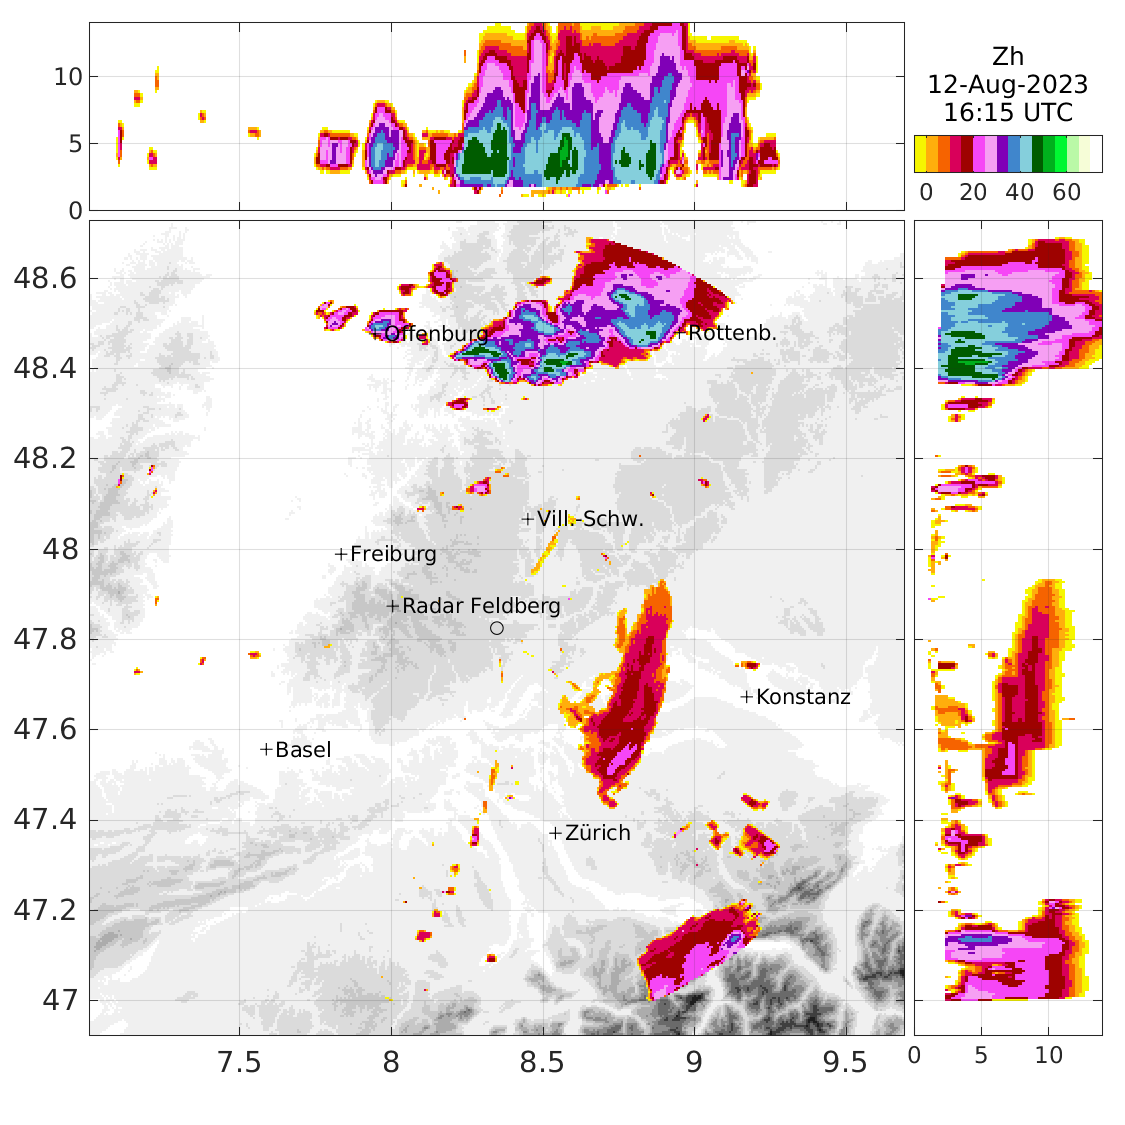 10
5
0
Zh
12-Aug-2023
16:15 UTC
0 20 40 60
48.6
48.4
48.2
48
47.8
47.6
47.4
47.2
47
+Offenburg
+Rottenb.
+Vill.-Schw.
+Freiburg
+Radar Feldberg
+Konstanz
+Basel
+Zürich
7.5 8 8.5 9 9.5
0 5 10